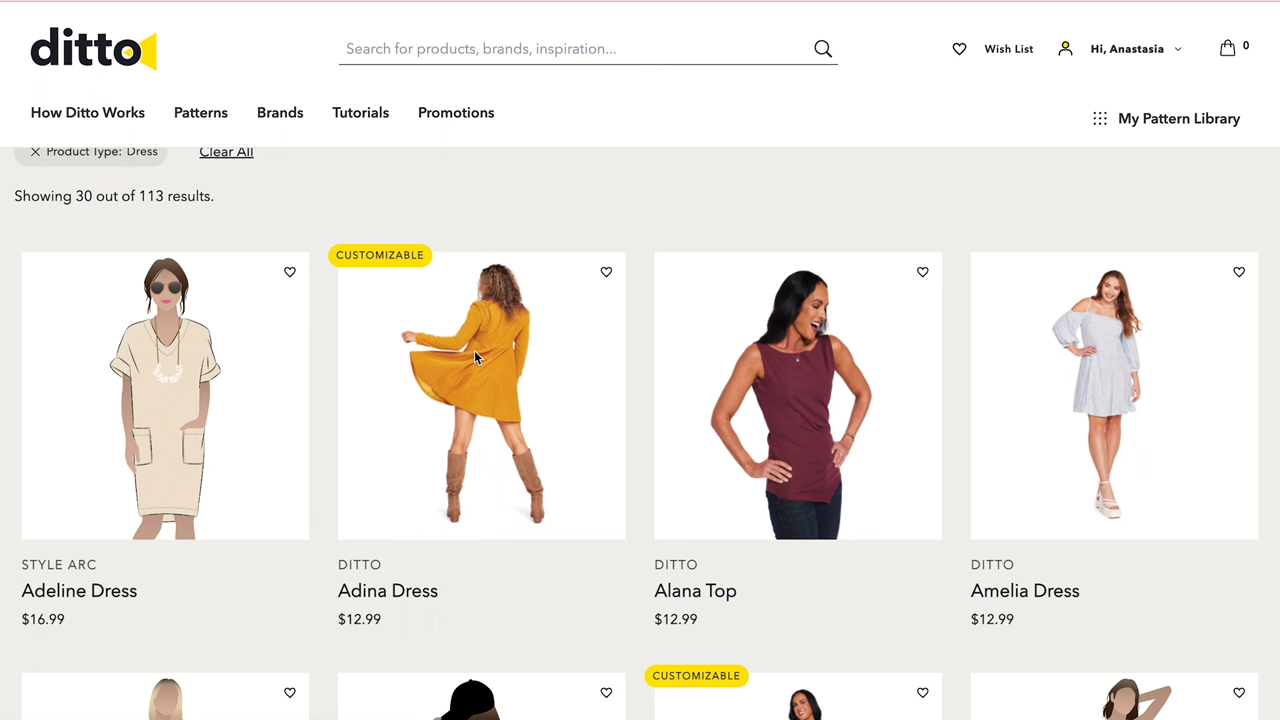 ditto
Search for products, brands, inspiration...
Wish List
Hi, Anastasia
0
How Ditto Works
Patterns
Brands
Tutorials
Promotions
My Pattern Library
Product Type: Dress
Clear All
Showing 30 out of 113 results.
CUSTOMIZABLE
STYLE ARC
Adeline Dress
$16.99
DITTO
Adina Dress
$12.99
DITTO
Alana Top
$12.99
DITTO
Amelia Dress
$12.99
CUSTOMIZABLE